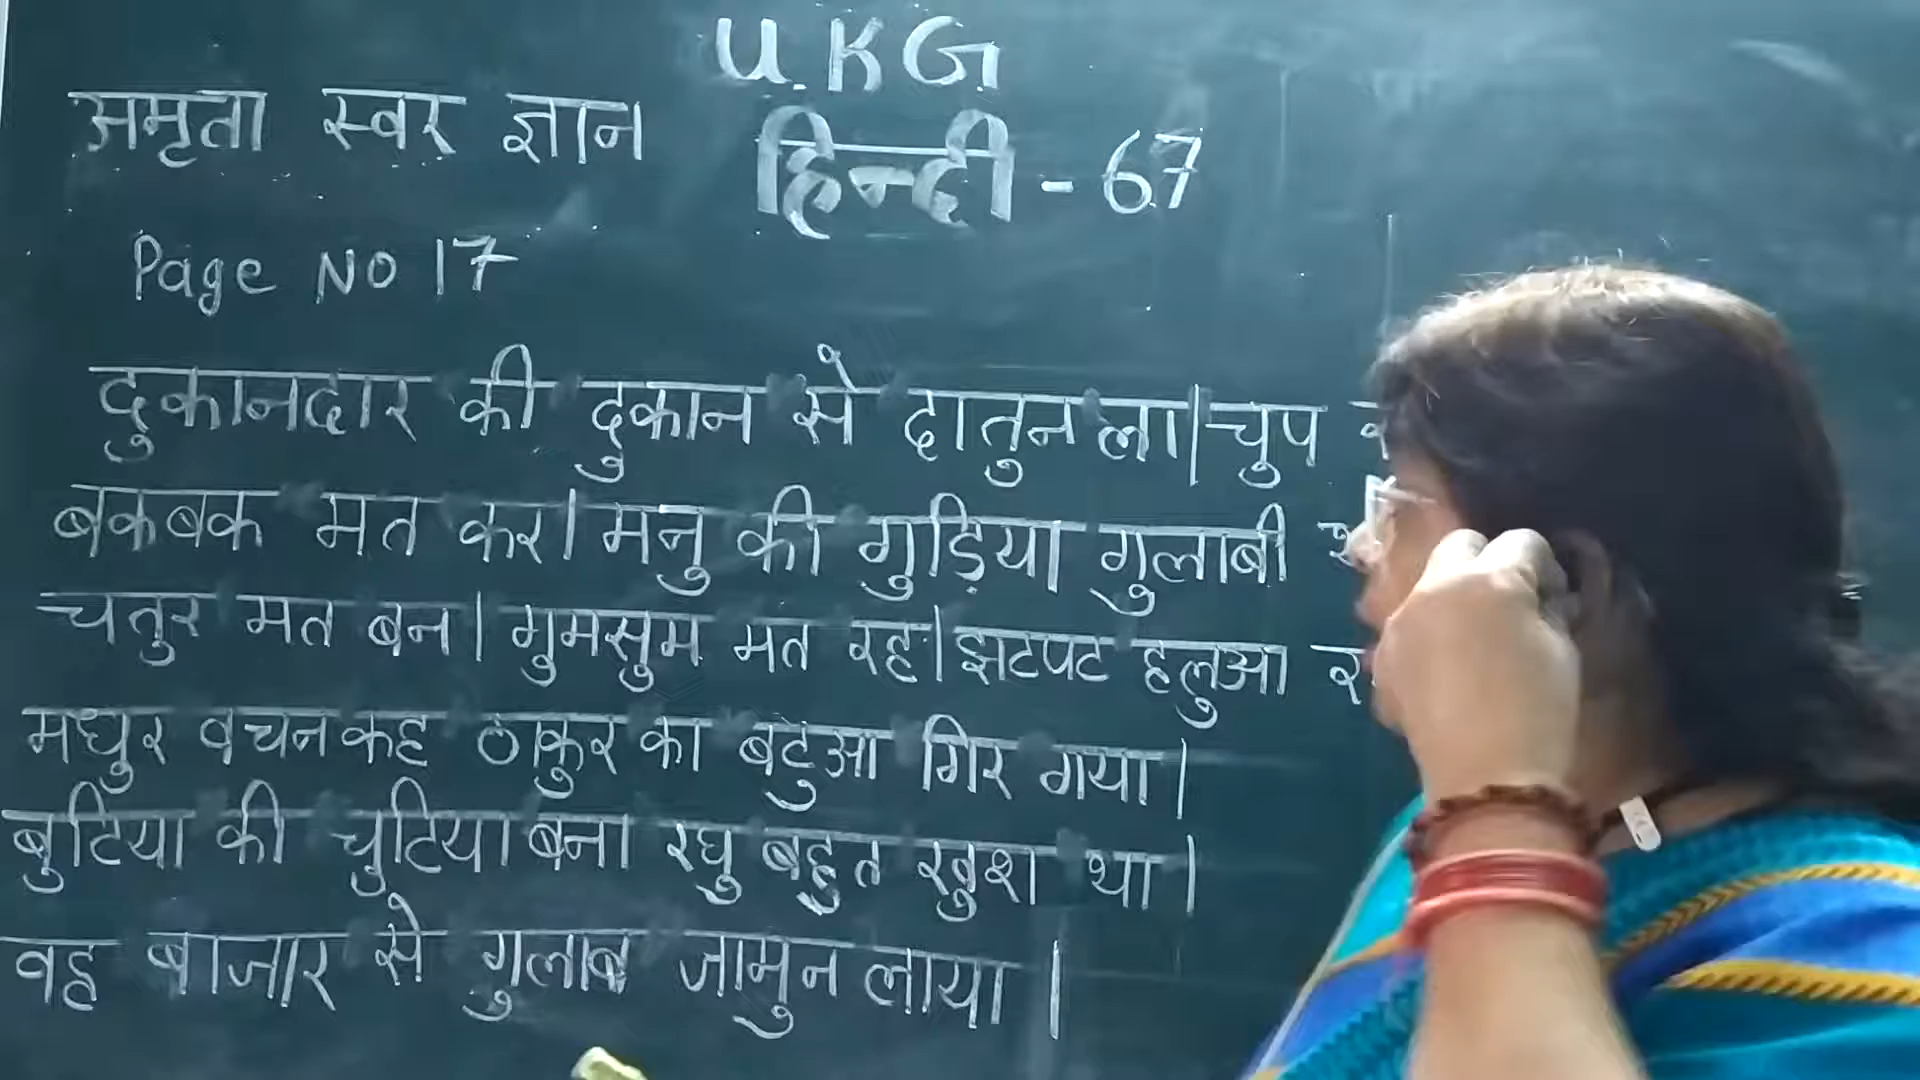 U.K.G.
अमृता स्वर ज्ञान
हिन्दी - 67
Page No 17
दुकानदार की दुकान से दातुन ला। चुप
बकबक मत कर। मनु की गुड़िया गुलाबी
चतुर मत बन। गुमसुम मत रह। झटपट हलुआ
मधुर वचन कह ठाकुर का बटुआ गिर गया।
बुटिया की चुटिया बना रघु बहुत खुश था।
वह बाजार से गुलाब जामुन लाया।